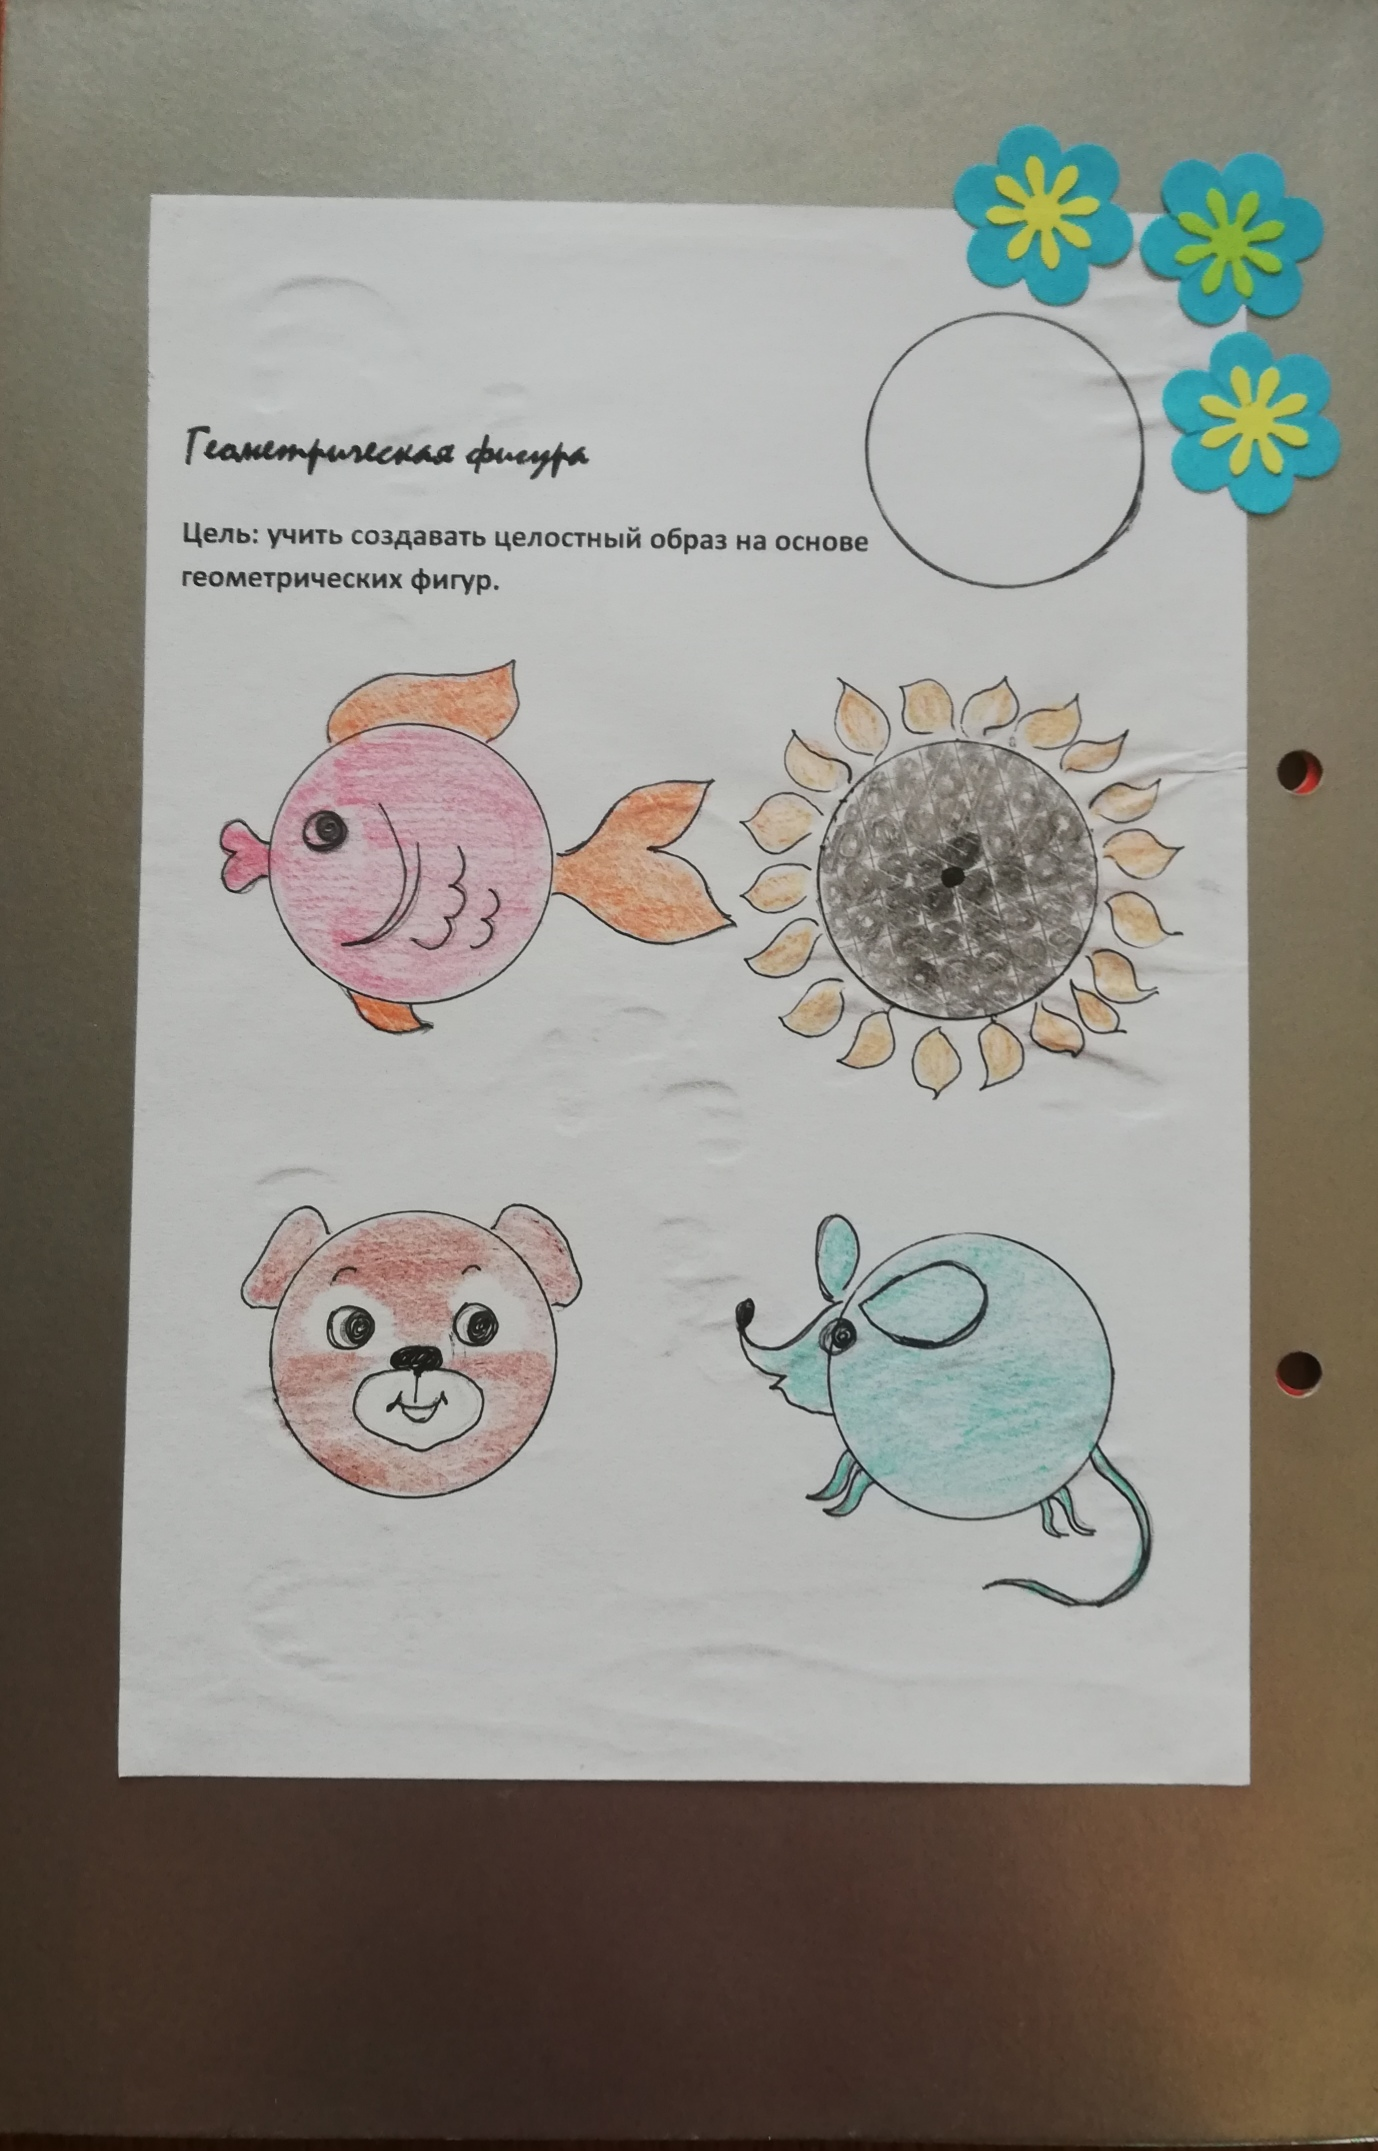 Геометрическая фигура
Цель: учить создавать целостный образ на основе
геометрических фигур.